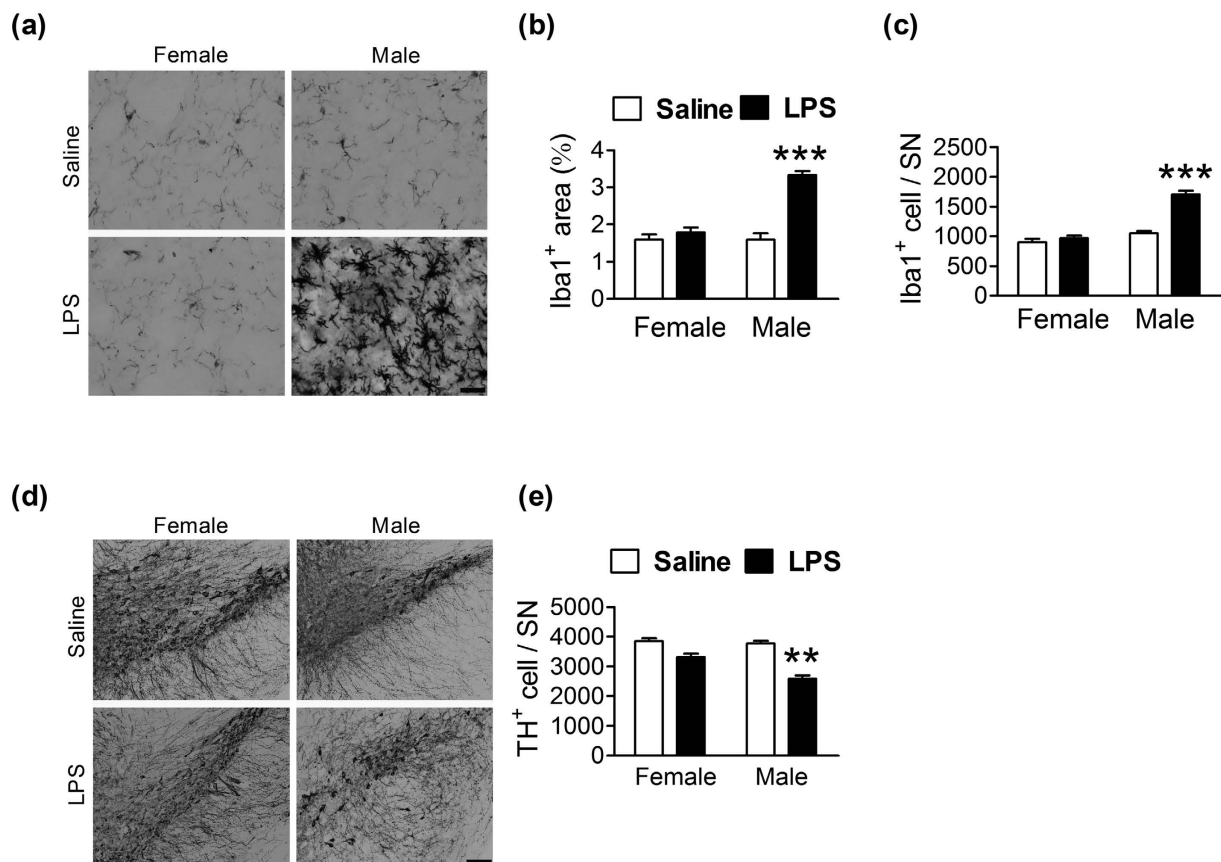 (a)
Female Male
Saline
LPS
(b)
Saline LPS
Iba1+ area (%)
4
3
2
1
0
***
Female Male
(c)
Iba1+ cell / SN
2500
2000
1500
1000
500
0
***
Female Male
(d)
Female Male
Saline
LPS
(e)
Saline LPS
TH+ cell / SN
5000
4000
3000
2000
1000
0
**
Female Male